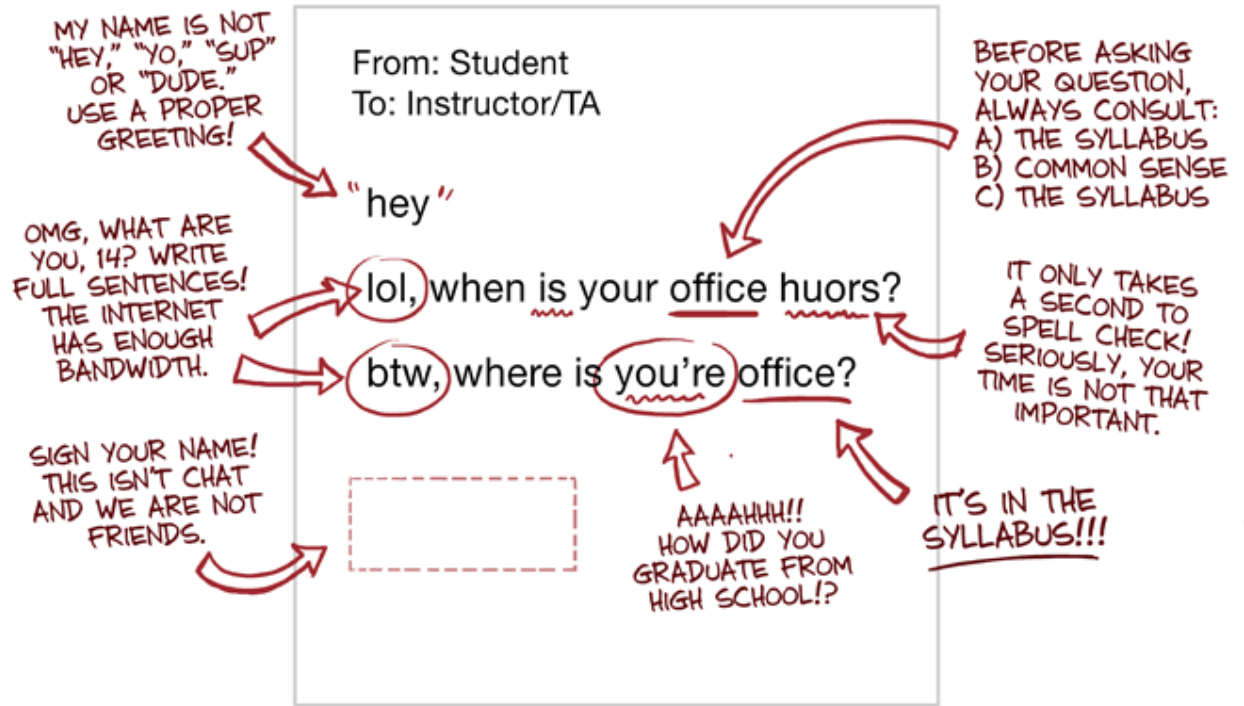 MY NAME IS NOT
"HEY," "YO," "SUP"
OR "DUDE."
USE A PROPER
GREETING!
From: Student
To: Instructor/TA
BEFORE ASKING
YOUR QUESTION,
ALWAYS CONSULT:
A) THE SYLLABUS
B) COMMON SENSE
C) THE SYLLABUS
"hey"
OMG, WHAT ARE
YOU, 14? WRITE
FULL SENTENCES!
THE INTERNET
HAS ENOUGH
BANDWIDTH.
lol, when is your office huors?
btw, where is you're office?
IT ONLY TAKES
A SECOND TO
SPELL CHECK!
SERIOUSLY, YOUR
TIME IS NOT THAT
IMPORTANT.
SIGN YOUR NAME!
THIS ISN'T CHAT
AND WE ARE NOT
FRIENDS.
AAAAHHH!!
HOW DID YOU
GRADUATE FROM
HIGH SCHOOL!?
IT'S IN THE
SYLLABUS!!!